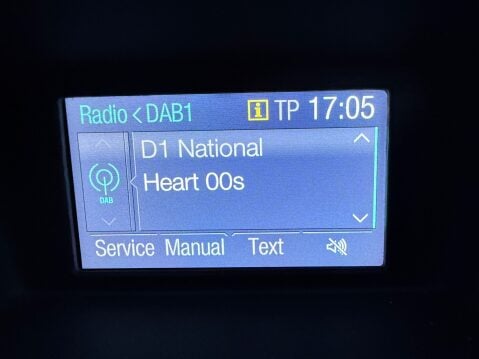 Radio < DAB1 i TP 17:05
D1 National
DAB Heart 00s
Service Manual Text